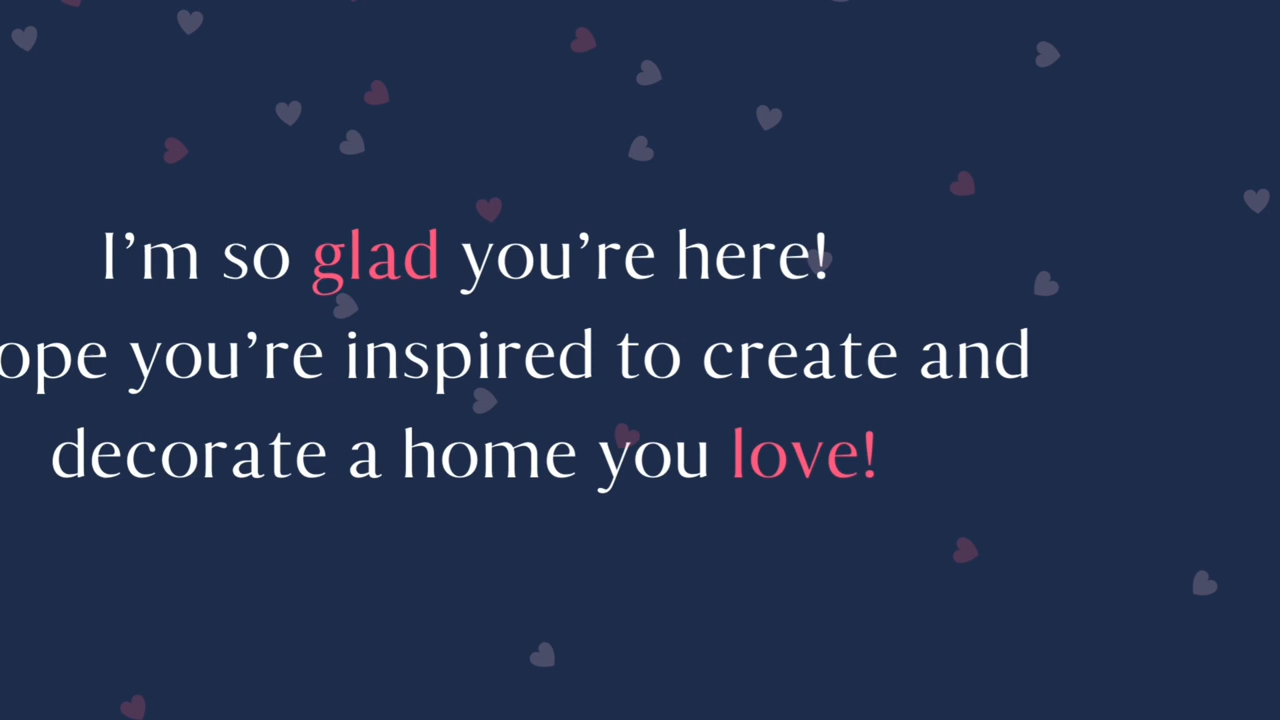 I’m so glad you’re here!
ope you’re inspired to create and
decorate a home you love!